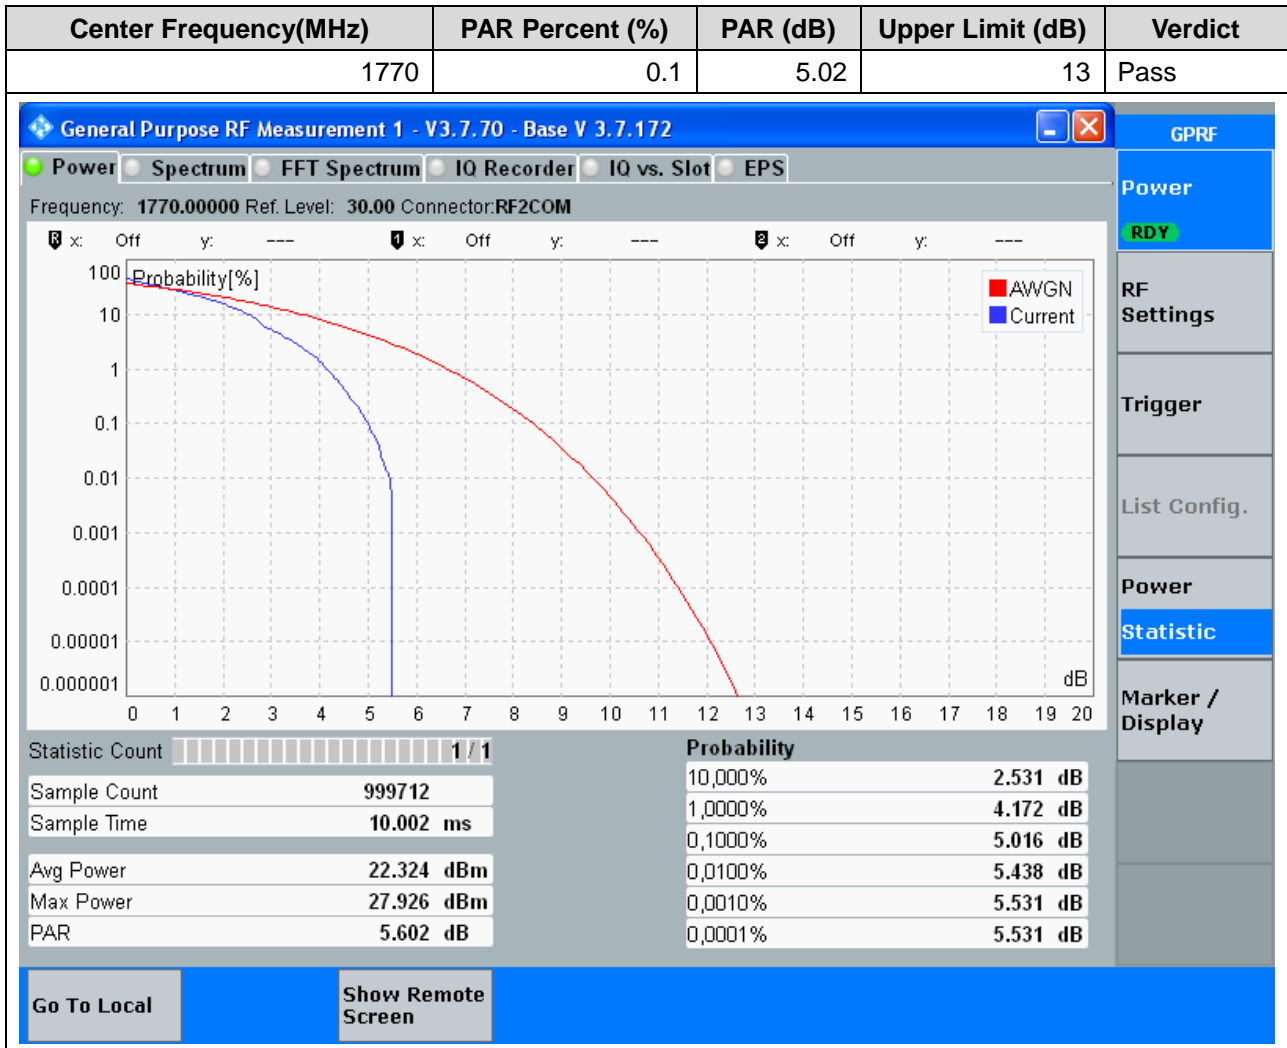 Center Frequency(MHz) PAR Percent (%) PAR (dB) Upper Limit (dB) Verdict
1770 0.1 5.02 13 Pass
General Purpose RF Measurement 1 - V3.7.70 - Base V 3.7.172
Power Spectrum FFT Spectrum IQ Recorder IQ vs. Slot EPS
Frequency: 1770.00000 Ref. Level: 30.00 Connector:RF2COM
R x: Off y: --- 1 x: Off y: --- 2 x: Off y: ---
Probability[%]
AWGN
Current
100
10
1
0.1
0.01
0.001
0.0001
0.00001
0.000001
dB
0 1 2 3 4 5 6 7 8 9 10 11 12 13 14 15 16 17 18 19 20
Statistic Count 1 / 1
Sample Count 999712
Sample Time 10.002 ms
Avg Power 22.324 dBm
Max Power 27.926 dBm
PAR 5.602 dB
Probability
10,000% 2.531 dB
1,0000% 4.172 dB
0,1000% 5.016 dB
0,0100% 5.438 dB
0,0010% 5.531 dB
0,0001% 5.531 dB
GPRF
Power
RDY
RF
Settings
Trigger
List Config.
Power
Statistic
Marker /
Display
Go To Local
Show Remote
Screen